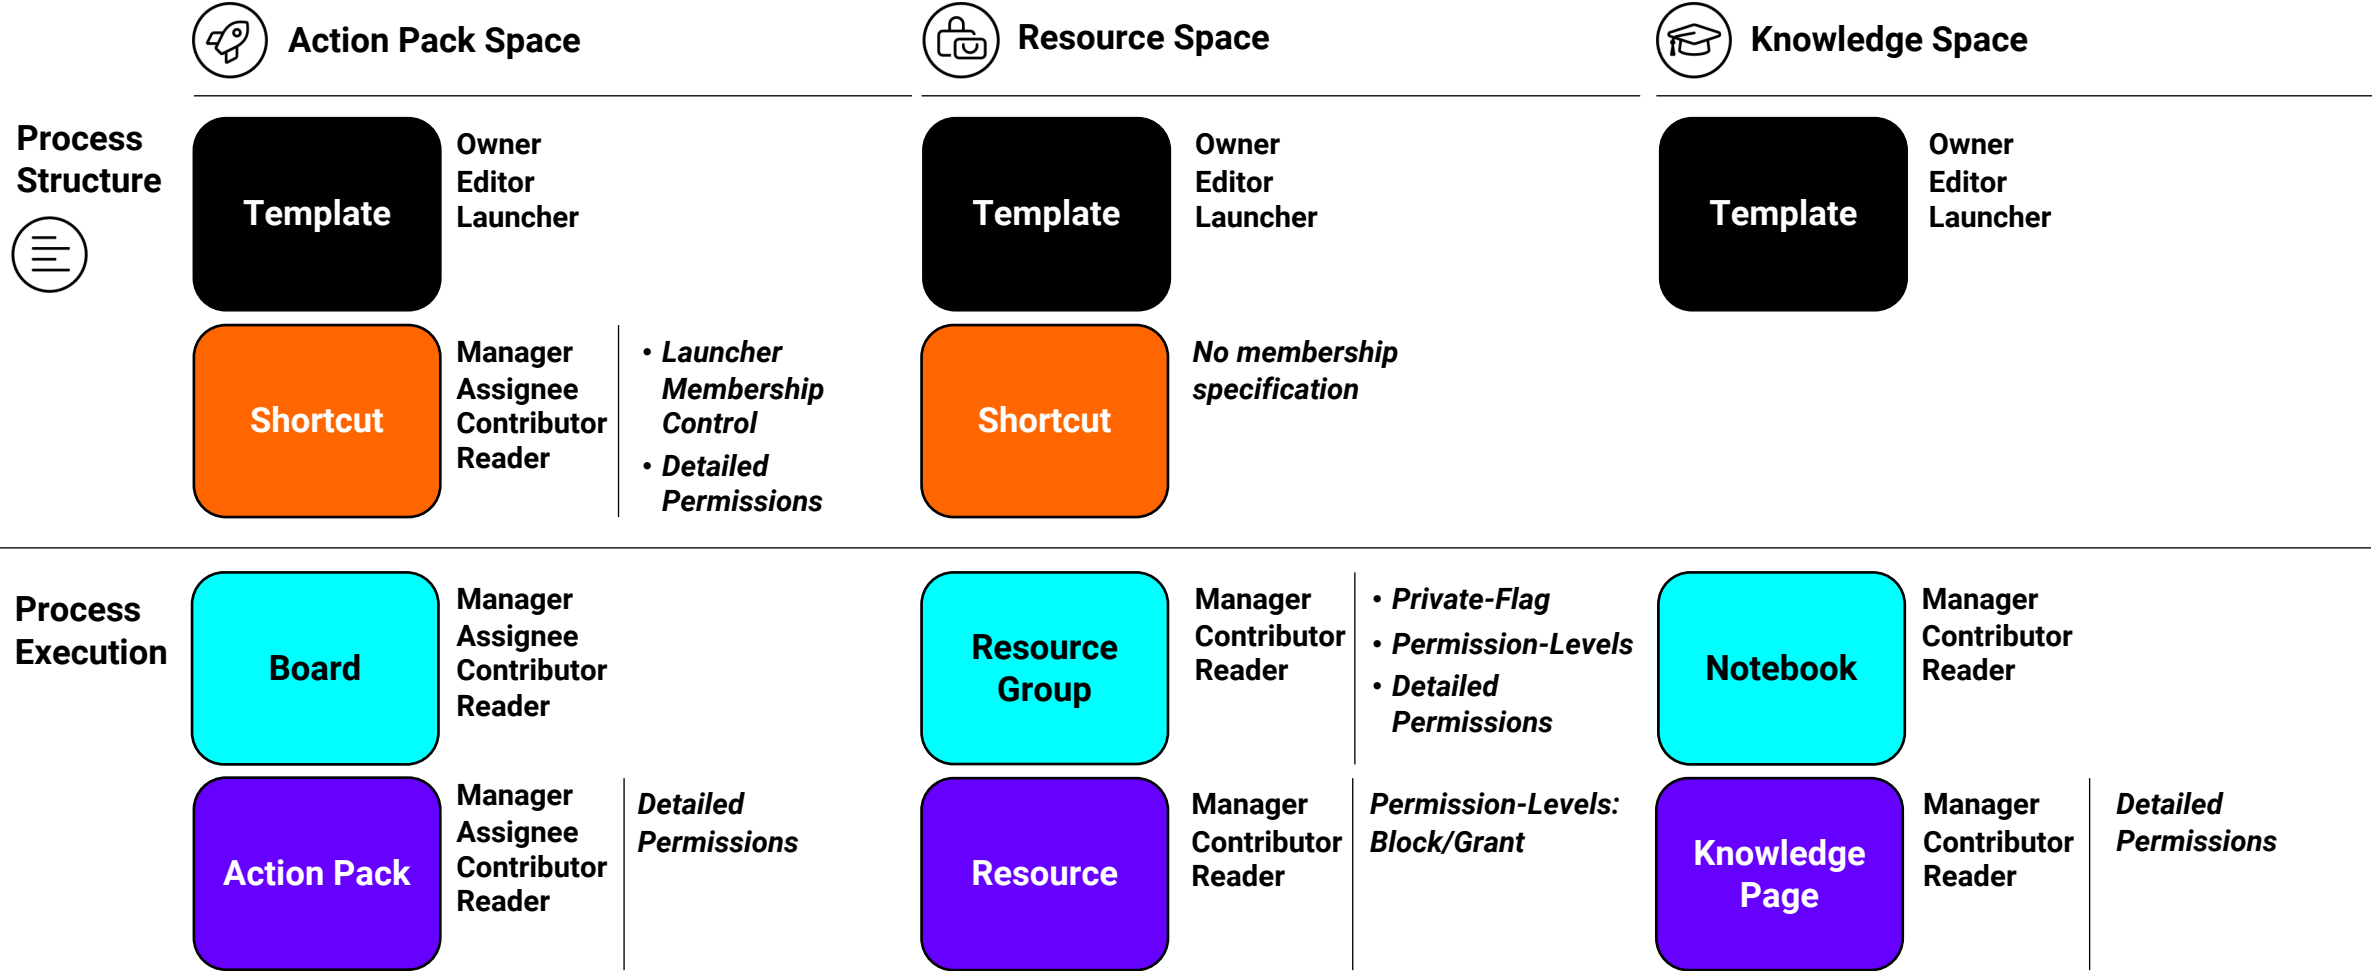 Action Pack Space
Resource Space
Knowledge Space
Process
Structure
Template
Owner
Editor
Launcher
Template
Owner
Editor
Launcher
Template
Owner
Editor
Launcher
Shortcut
Manager
Assignee
Contributor
Reader
• Launcher
Membership
Control
• Detailed
Permissions
Shortcut
No membership
specification
Process
Execution
Board
Manager
Assignee
Contributor
Reader
Resource
Group
Manager
Contributor
Reader
• Private-Flag
• Permission-Levels
• Detailed
Permissions
Notebook
Manager
Contributor
Reader
Action Pack
Manager
Assignee
Contributor
Reader
Detailed
Permissions
Resource
Manager
Contributor
Reader
Permission-Levels:
Block/Grant
Knowledge
Page
Manager
Contributor
Reader
Detailed
Permissions